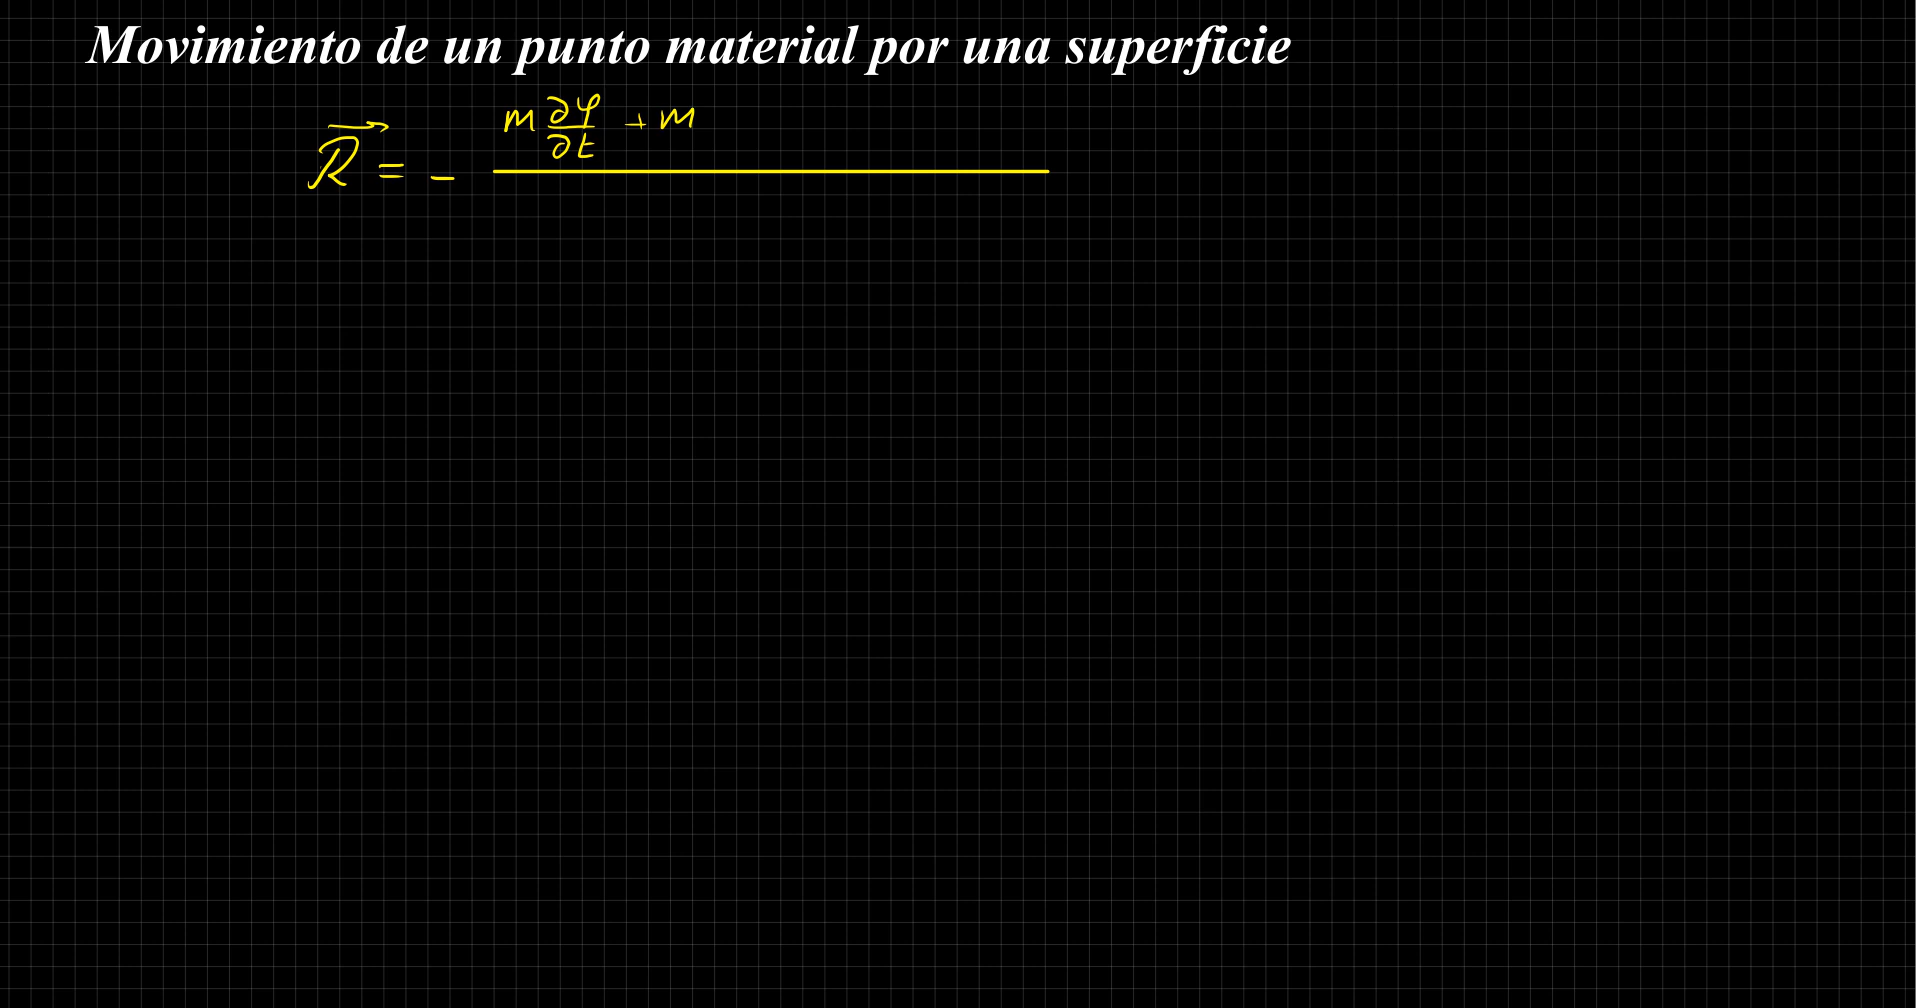 Movimiento de un punto material por una superficie
m ∂φ/∂t + m
R⃗ = −